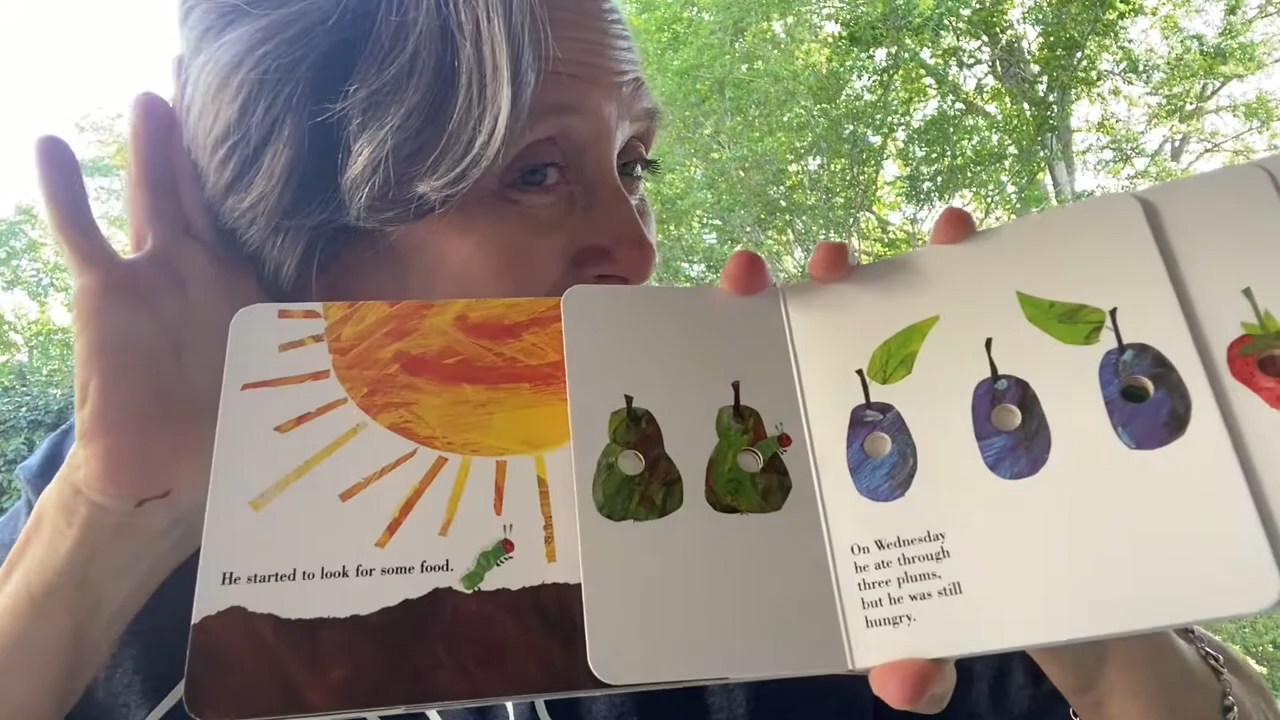 He started to look for some food.
On Wednesday
he ate through
three plums,
but he was still
hungry.